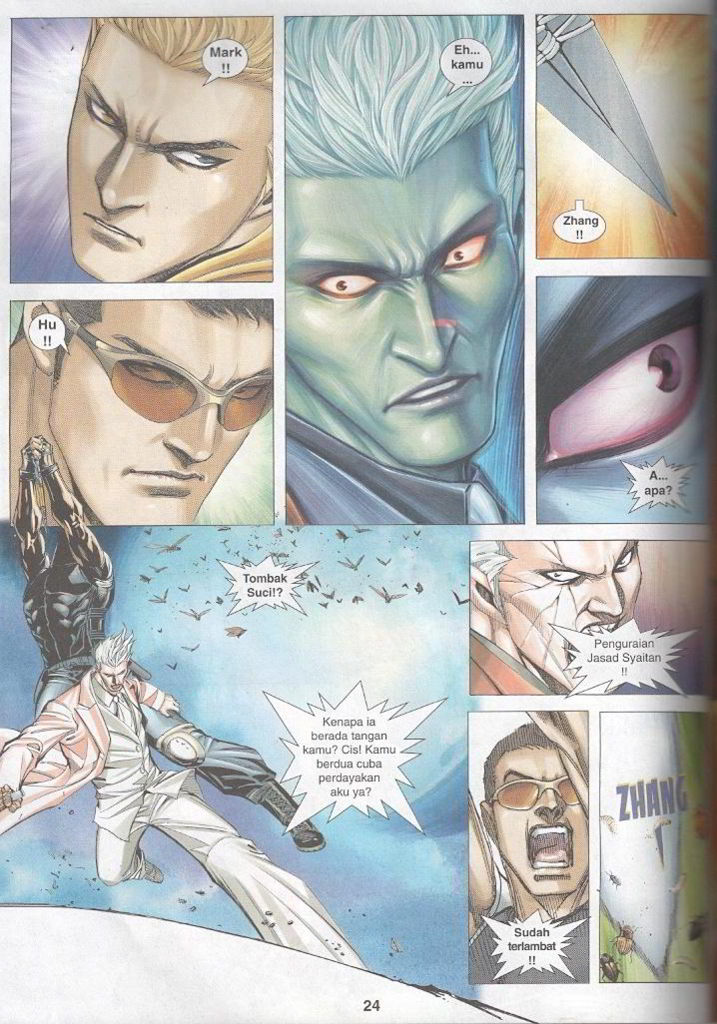 Mark
!!
Eh...
kamu
...
Zhang
!!
Hu
!!
A...
apa?
Tombak
Suci!?
Kenapa ia
berada tangan
kamu? Cis! Kamu
berdua cuba
perdayakan
aku ya?
Penguraian
Jasad Syaitan
!!
Sudah
terlambat
!!
ZHANG
!
24